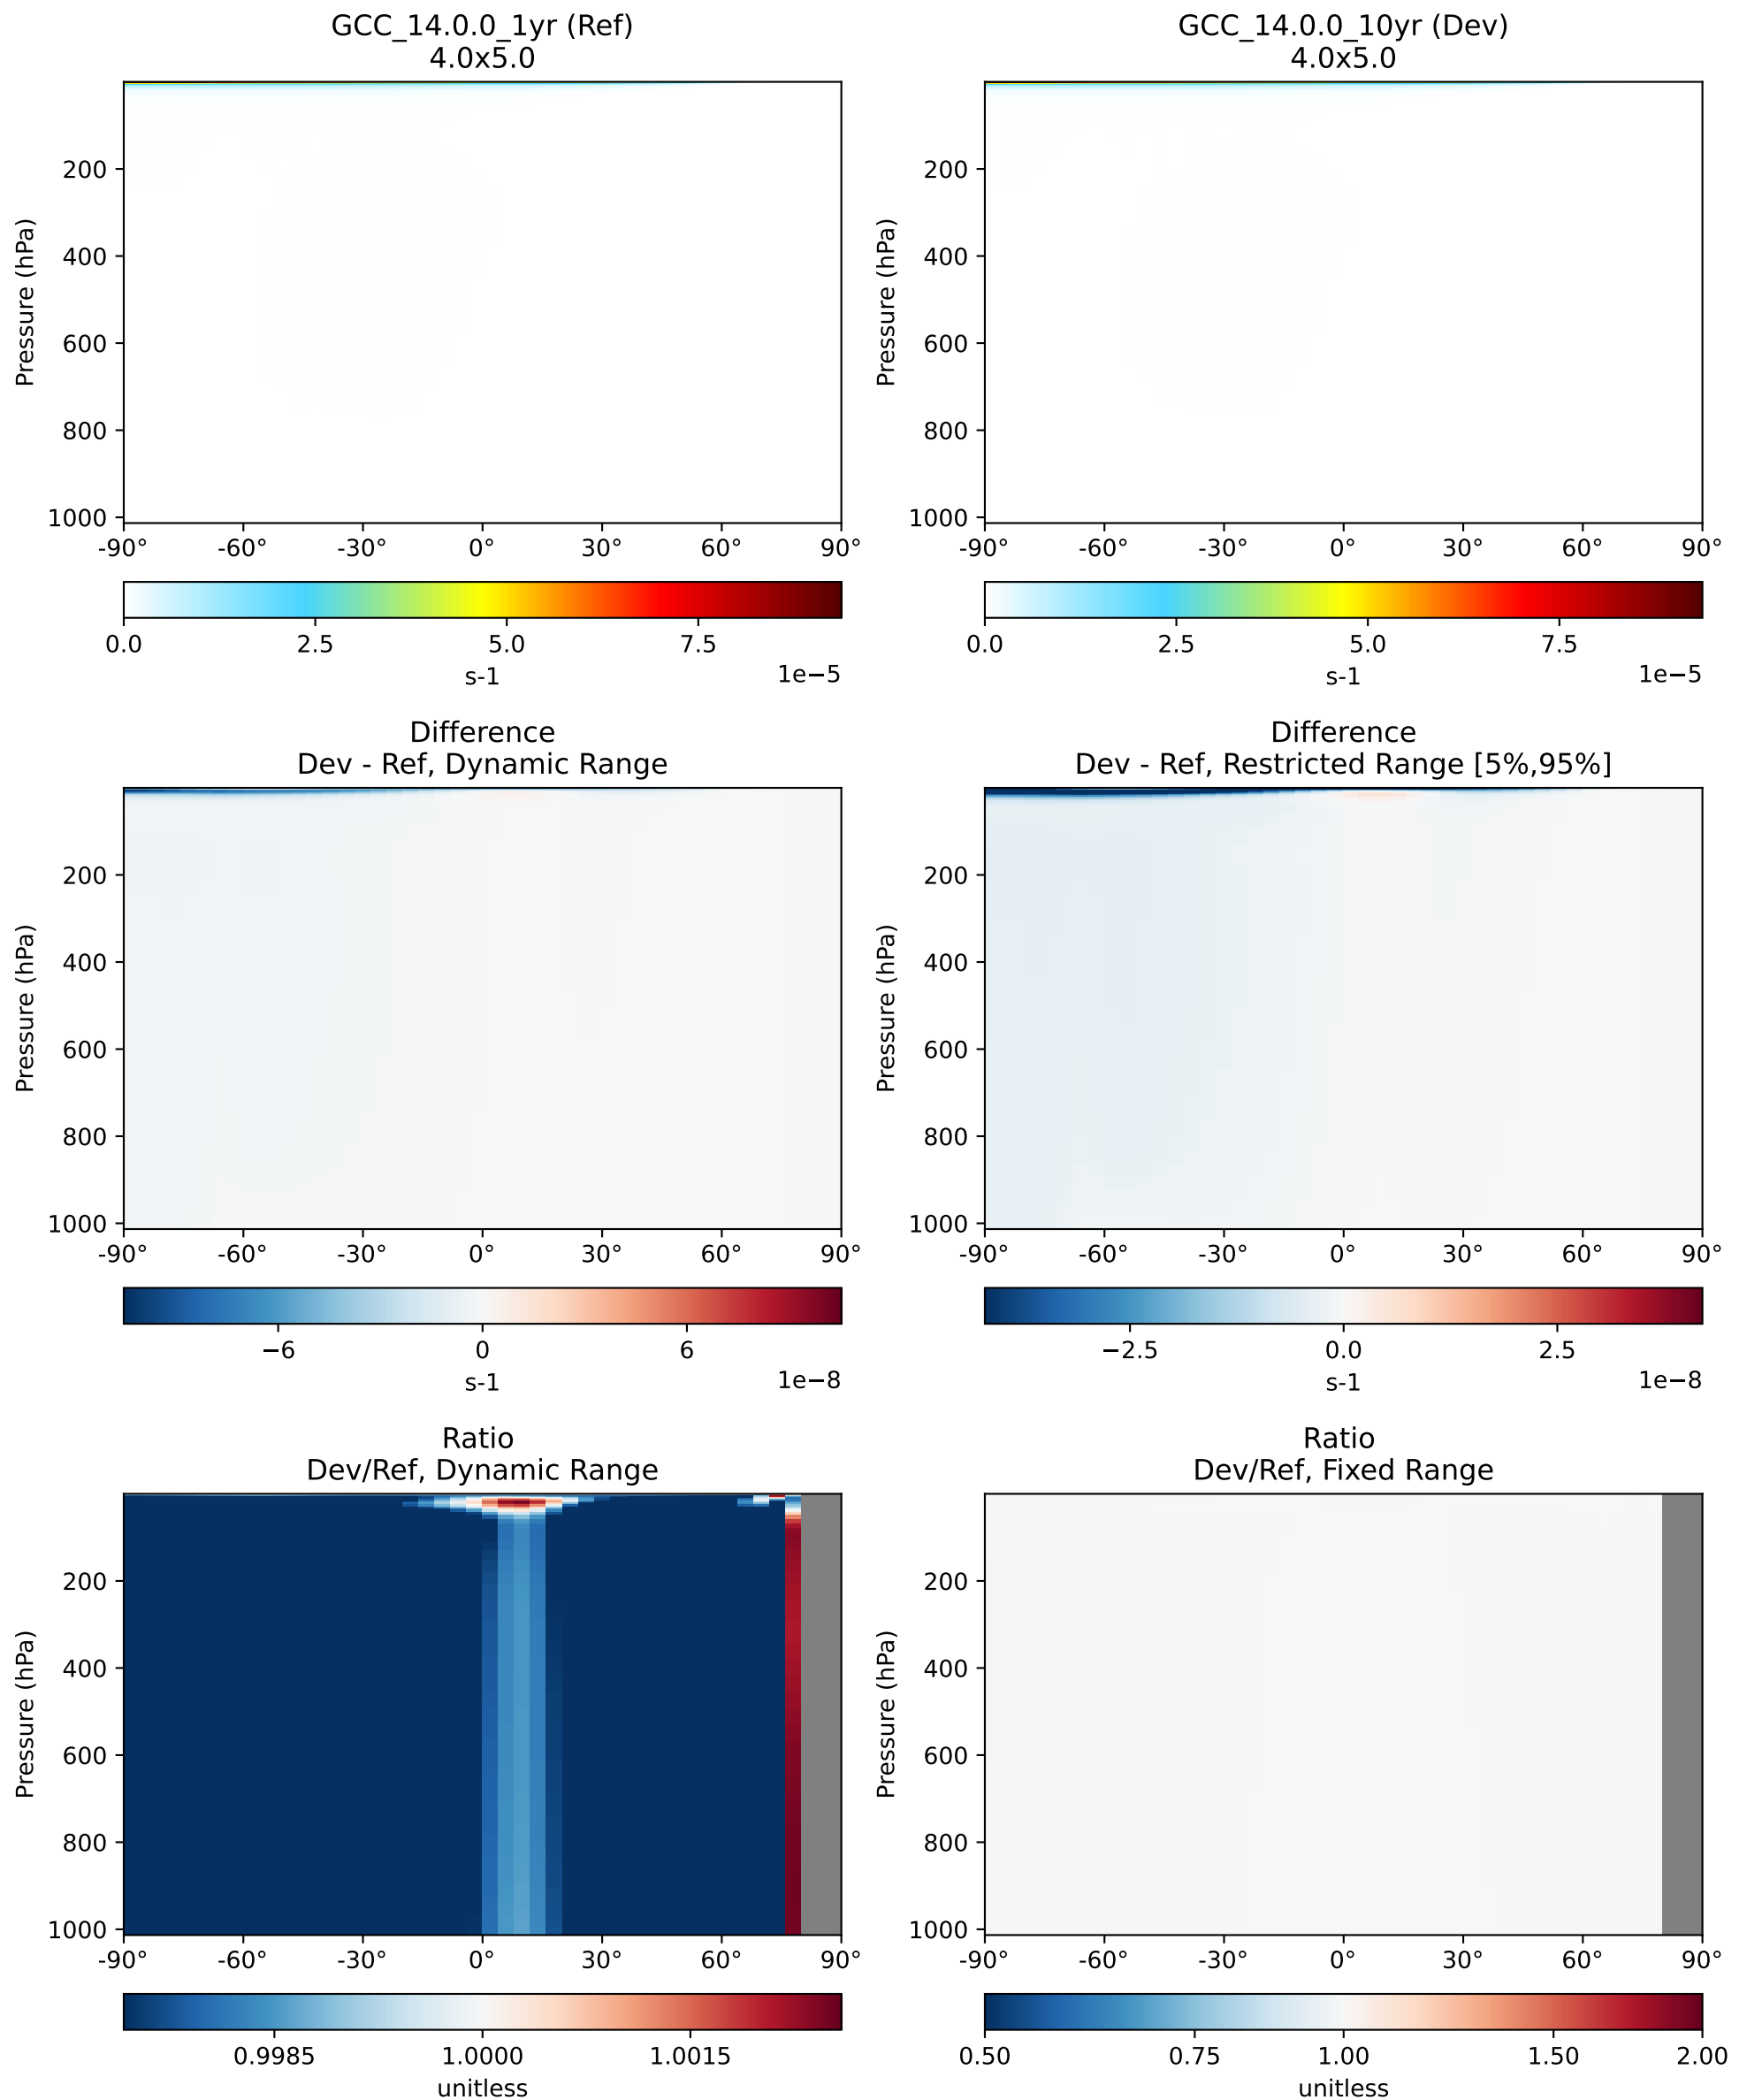 GCC_14.0.0_1yr (Ref)
4.0x5.0
Pressure (hPa)
200
400
600
800
1000
-90° -60° -30° 0° 30° 60° 90°
0.0 2.5 5.0 7.5
1e−5
s-1
GCC_14.0.0_10yr (Dev)
4.0x5.0
Pressure (hPa)
200
400
600
800
1000
-90° -60° -30° 0° 30° 60° 90°
0.0 2.5 5.0 7.5
1e−5
s-1
Difference
Dev - Ref, Dynamic Range
Pressure (hPa)
200
400
600
800
1000
-90° -60° -30° 0° 30° 60° 90°
−6 0 6
1e−8
s-1
Difference
Dev - Ref, Restricted Range [5%,95%]
Pressure (hPa)
200
400
600
800
1000
-90° -60° -30° 0° 30° 60° 90°
−2.5 0.0 2.5
1e−8
s-1
Ratio
Dev/Ref, Dynamic Range
Pressure (hPa)
200
400
600
800
1000
-90° -60° -30° 0° 30° 60° 90°
0.9985 1.0000 1.0015
unitless
Ratio
Dev/Ref, Fixed Range
Pressure (hPa)
200
400
600
800
1000
-90° -60° -30° 0° 30° 60° 90°
0.50 0.75 1.00 1.50 2.00
unitless